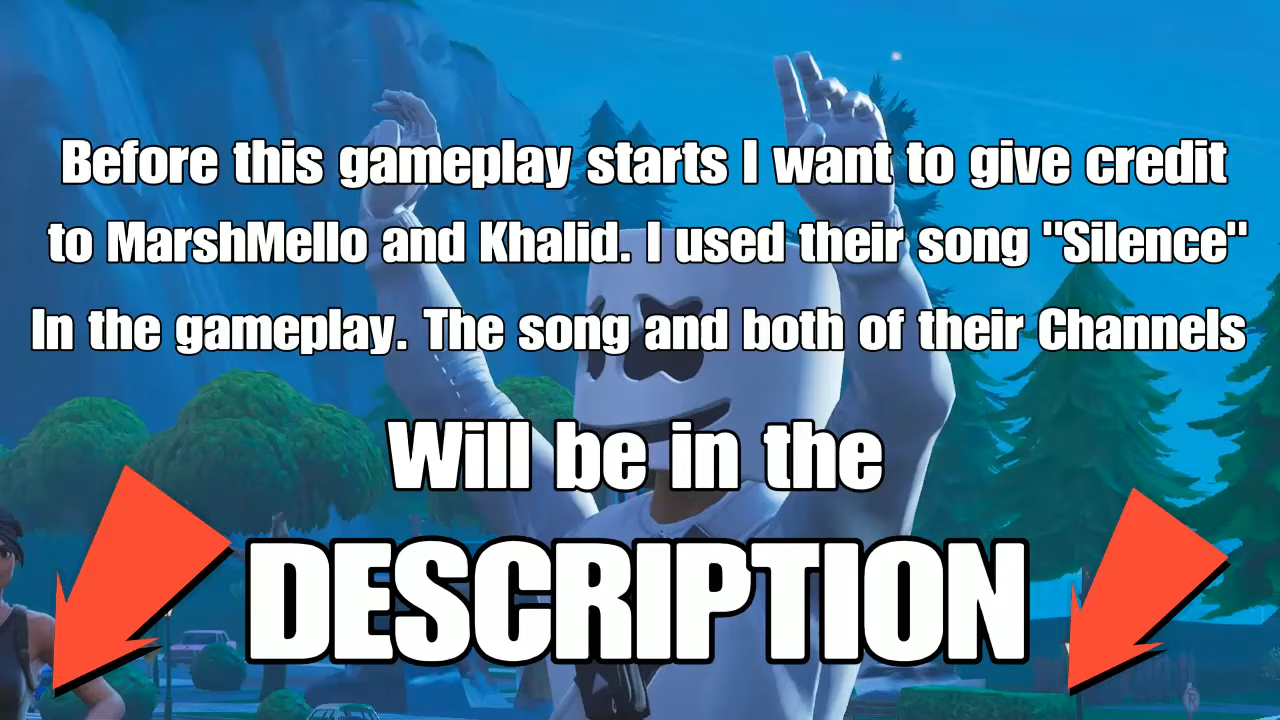 Before this gameplay starts I want to give credit
to MarshMello and Khalid. I used their song "Silence"
In the gameplay. The song and both of their Channels
Will be in the
DESCRIPTION